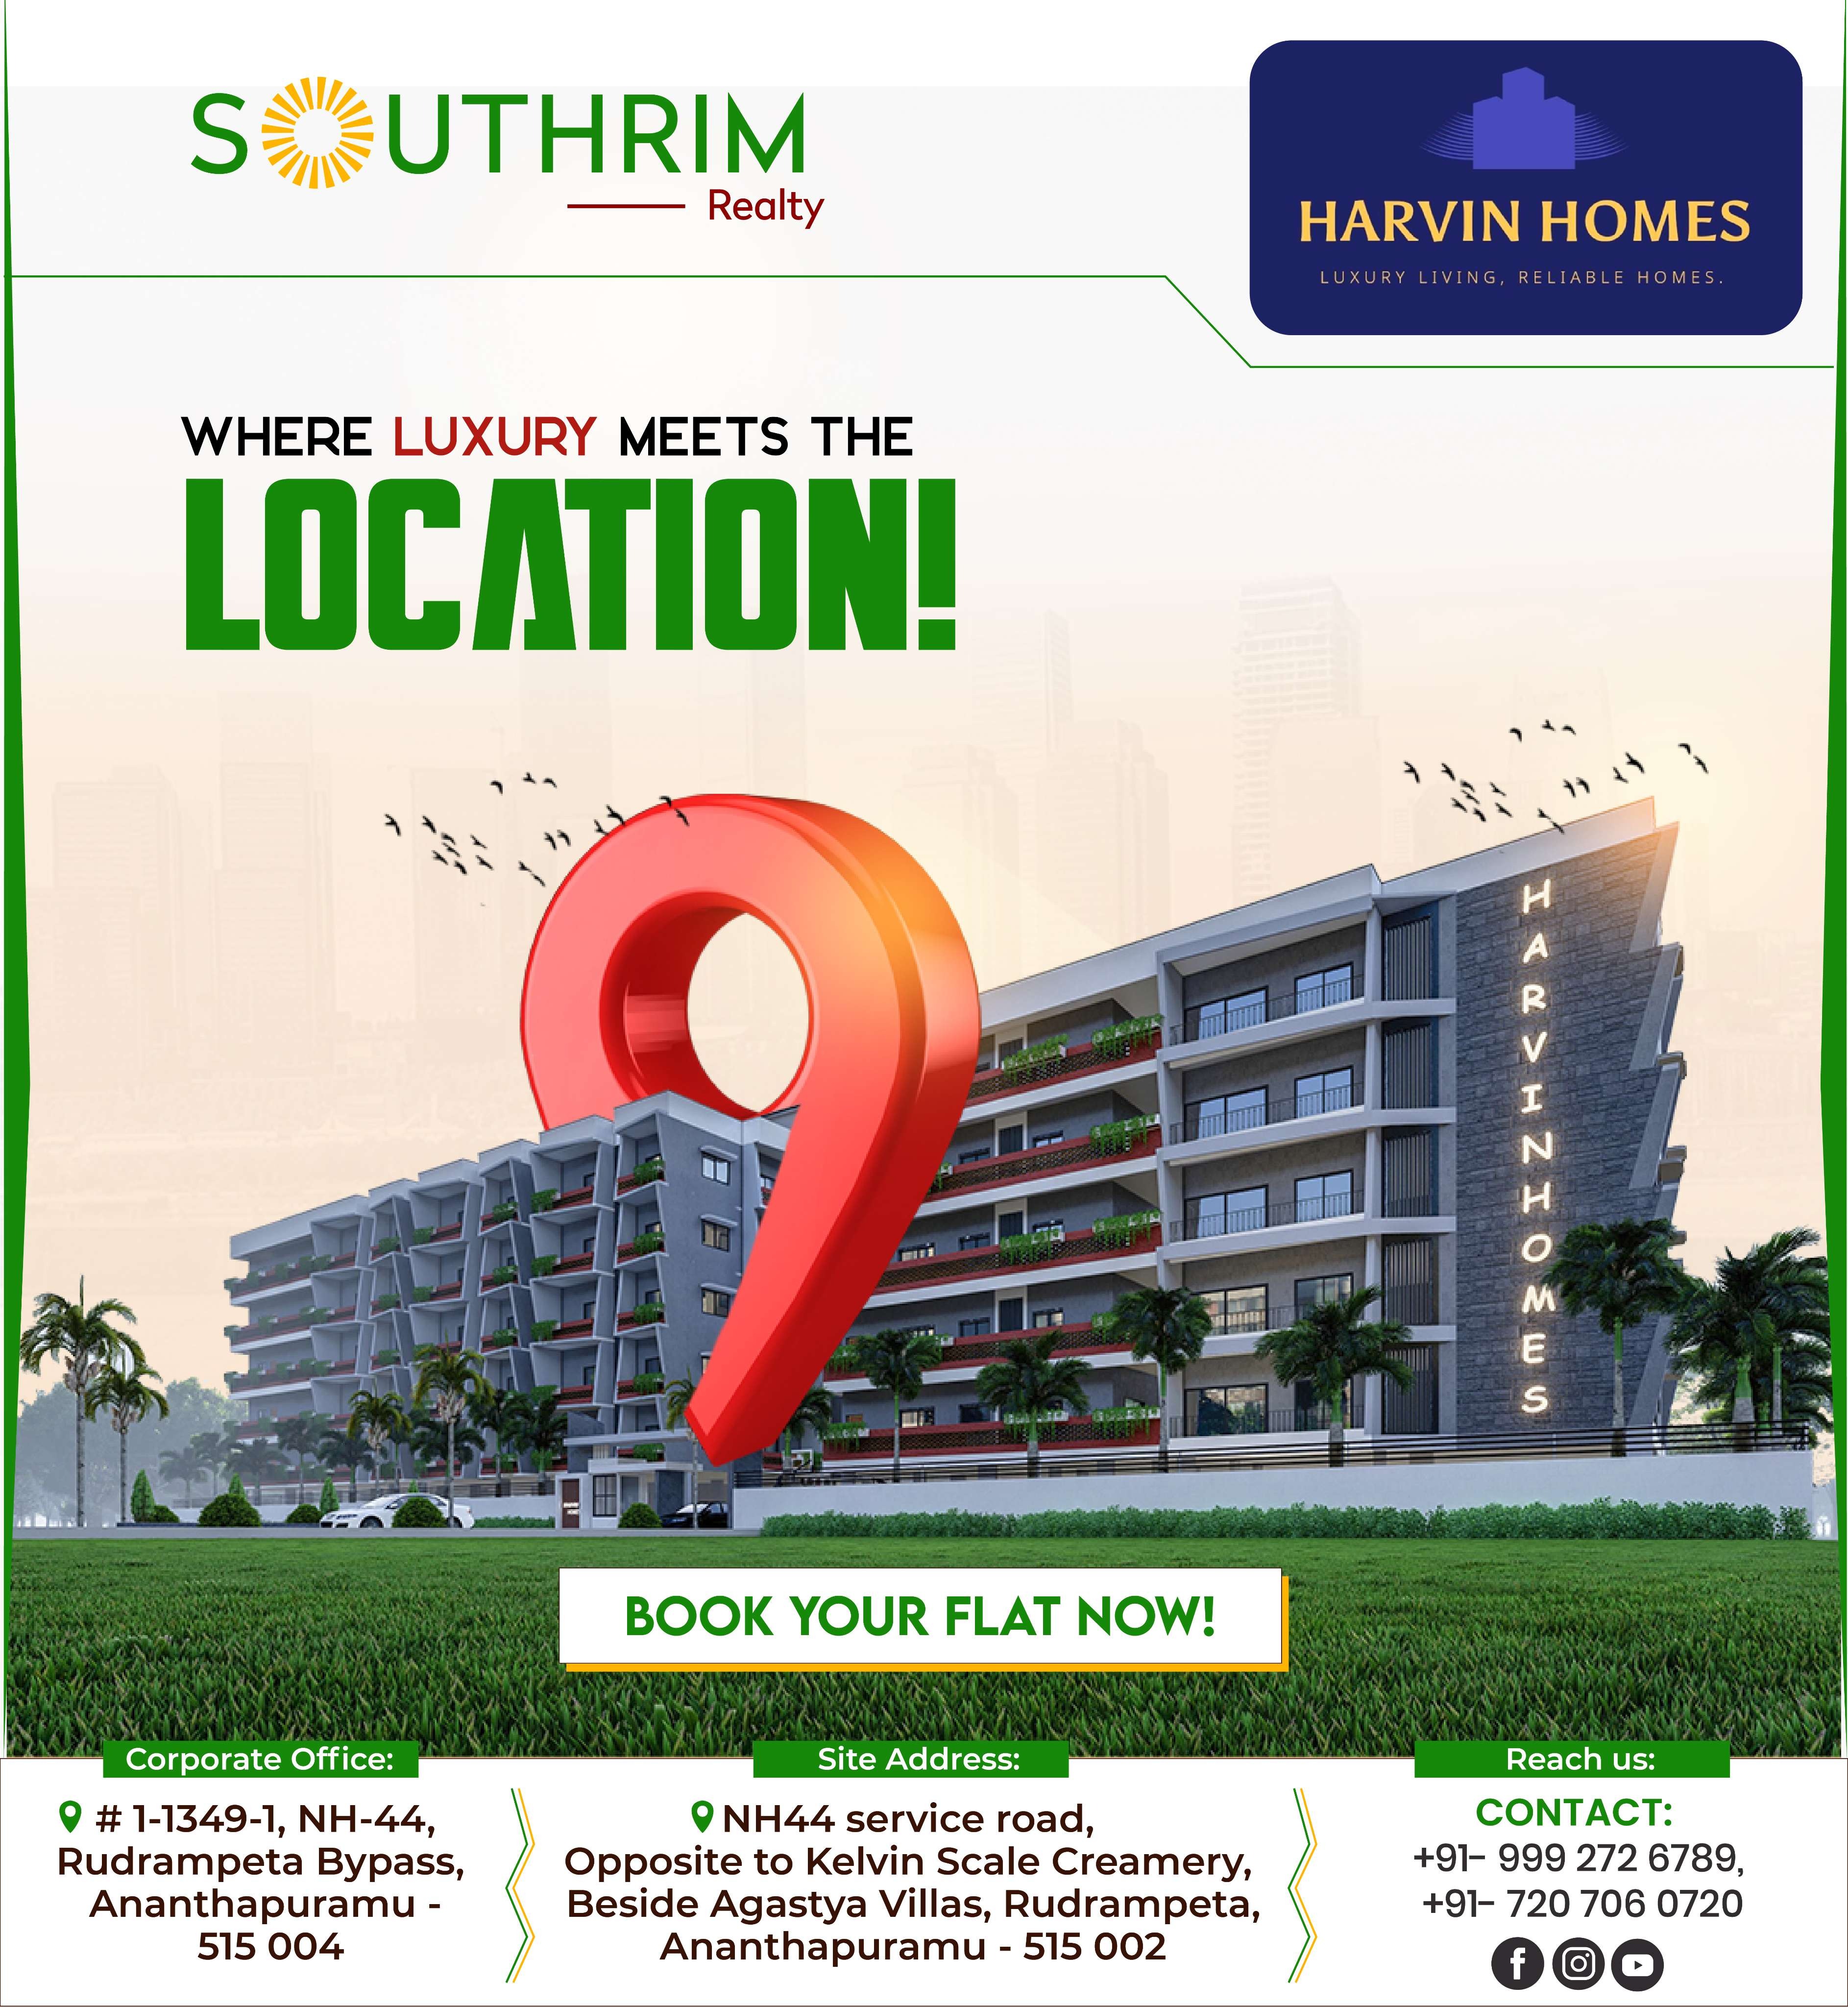 SOUTHRIM
Realty
HARVIN HOMES
LUXURY LIVING, RELIABLE HOMES.
WHERE LUXURY MEETS THE
LOCATION!
HARVIN HOMES
BOOK YOUR FLAT NOW!
Corporate Office:
# 1-1349-1, NH-44,
Rudrampeta Bypass,
Ananthapuramu -
515 004
Site Address:
NH44 service road,
Opposite to Kelvin Scale Creamery,
Beside Agastya Villas, Rudrampeta,
Ananthapuramu - 515 002
Reach us:
CONTACT:
+91- 999 272 6789,
+91- 720 706 0720